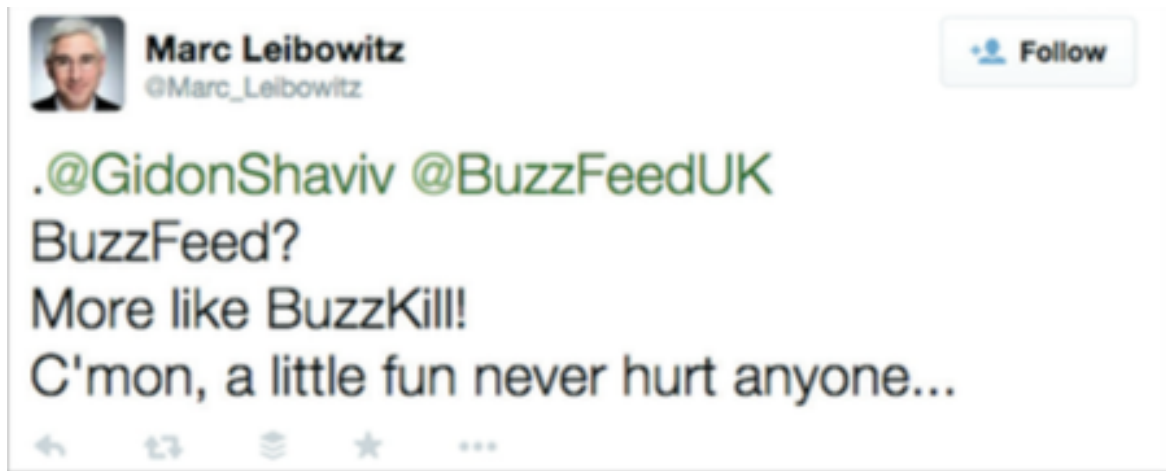 Marc Leibowitz
@Marc_Leibowitz
Follow
.@GidonShaviv @BuzzFeedUK
BuzzFeed?
More like BuzzKill!
C'mon, a little fun never hurt anyone...